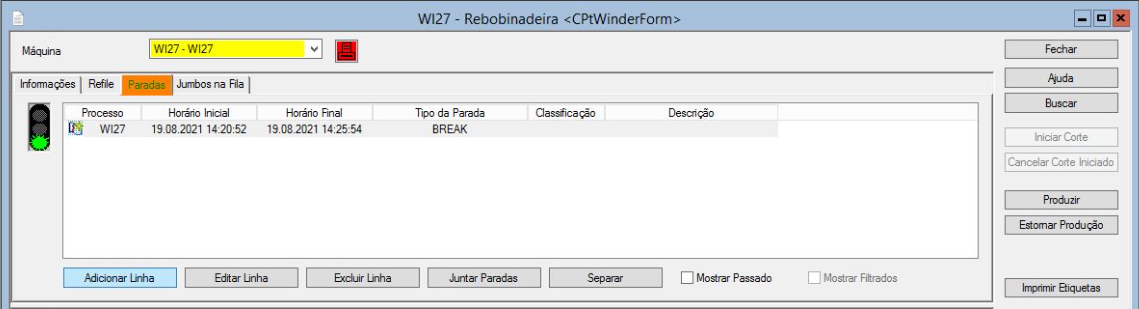 WI27 - Rebobinadeira <CPtWinderForm>
Máquina
WI27 - WI27
Fechar
Informações Refile Paradas Jumbos na Fila
Ajuda
Buscar
Processo Horário Inicial Horário Final Tipo da Parada Classificação Descrição
WI27 19.08.2021 14:20:52 19.08.2021 14:25:54 BREAK
Iniciar Corte
Cancelar Corte Iniciado
Produzir
Estornar Produção
Adicionar Linha Editar Linha Excluir Linha Juntar Paradas Separar Mostrar Passado Mostrar Filtrados
Imprimir Etiquetas